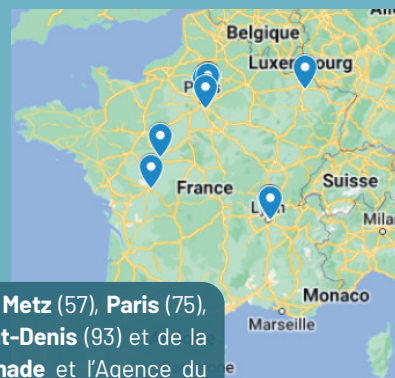 Belgique
Luxembourg
Paris
France
Suisse
Lyon
Milan
Monaco
Marseille
Metz (57), Paris (75),
t-Denis (93) et de la
nade et l'Agence du